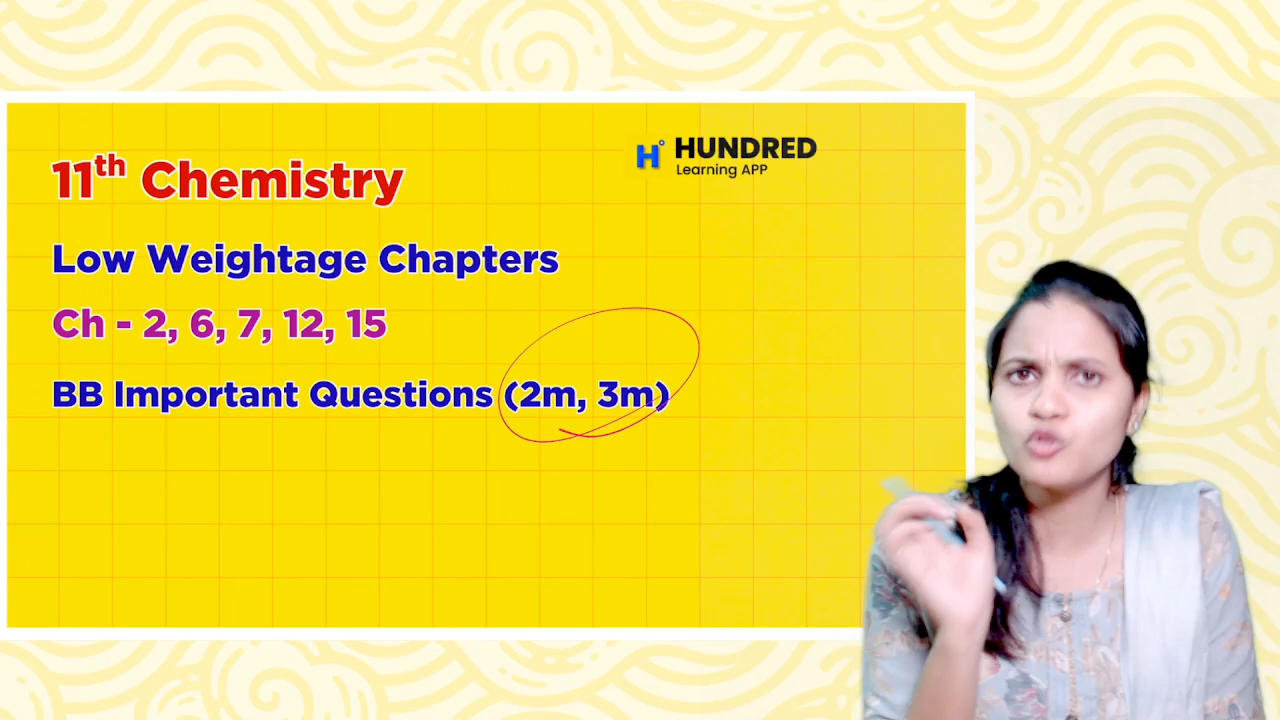 11th Chemistry
H HUNDRED
Learning APP
Low Weightage Chapters
Ch - 2, 6, 7, 12, 15
BB Important Questions (2m, 3m)